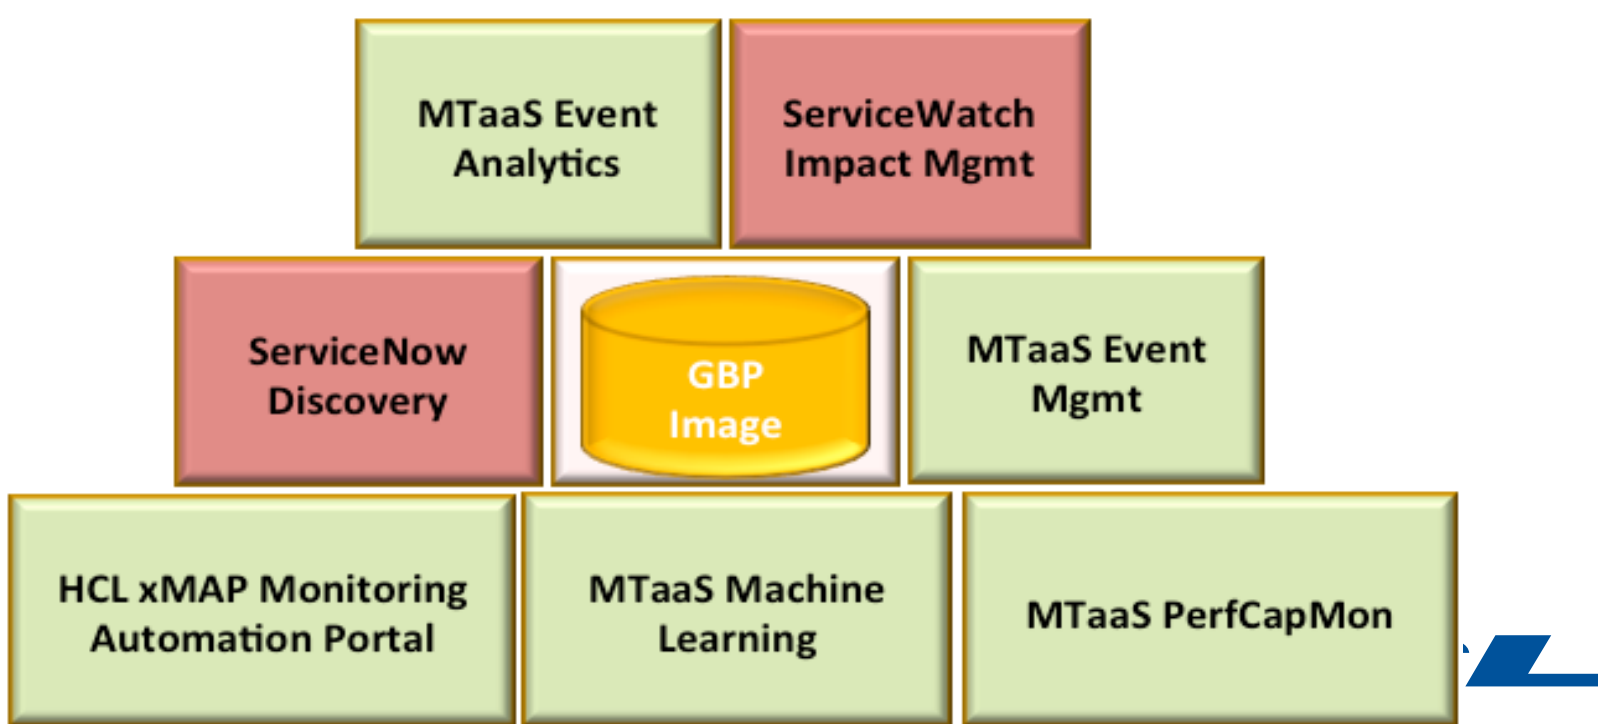 MTaaS Event
Analytics
ServiceWatch
Impact Mgmt
ServiceNow
Discovery
GBP
Image
MTaaS Event
Mgmt
HCL xMAP Monitoring
Automation Portal
MTaaS Machine
Learning
MTaaS PerfCapMon